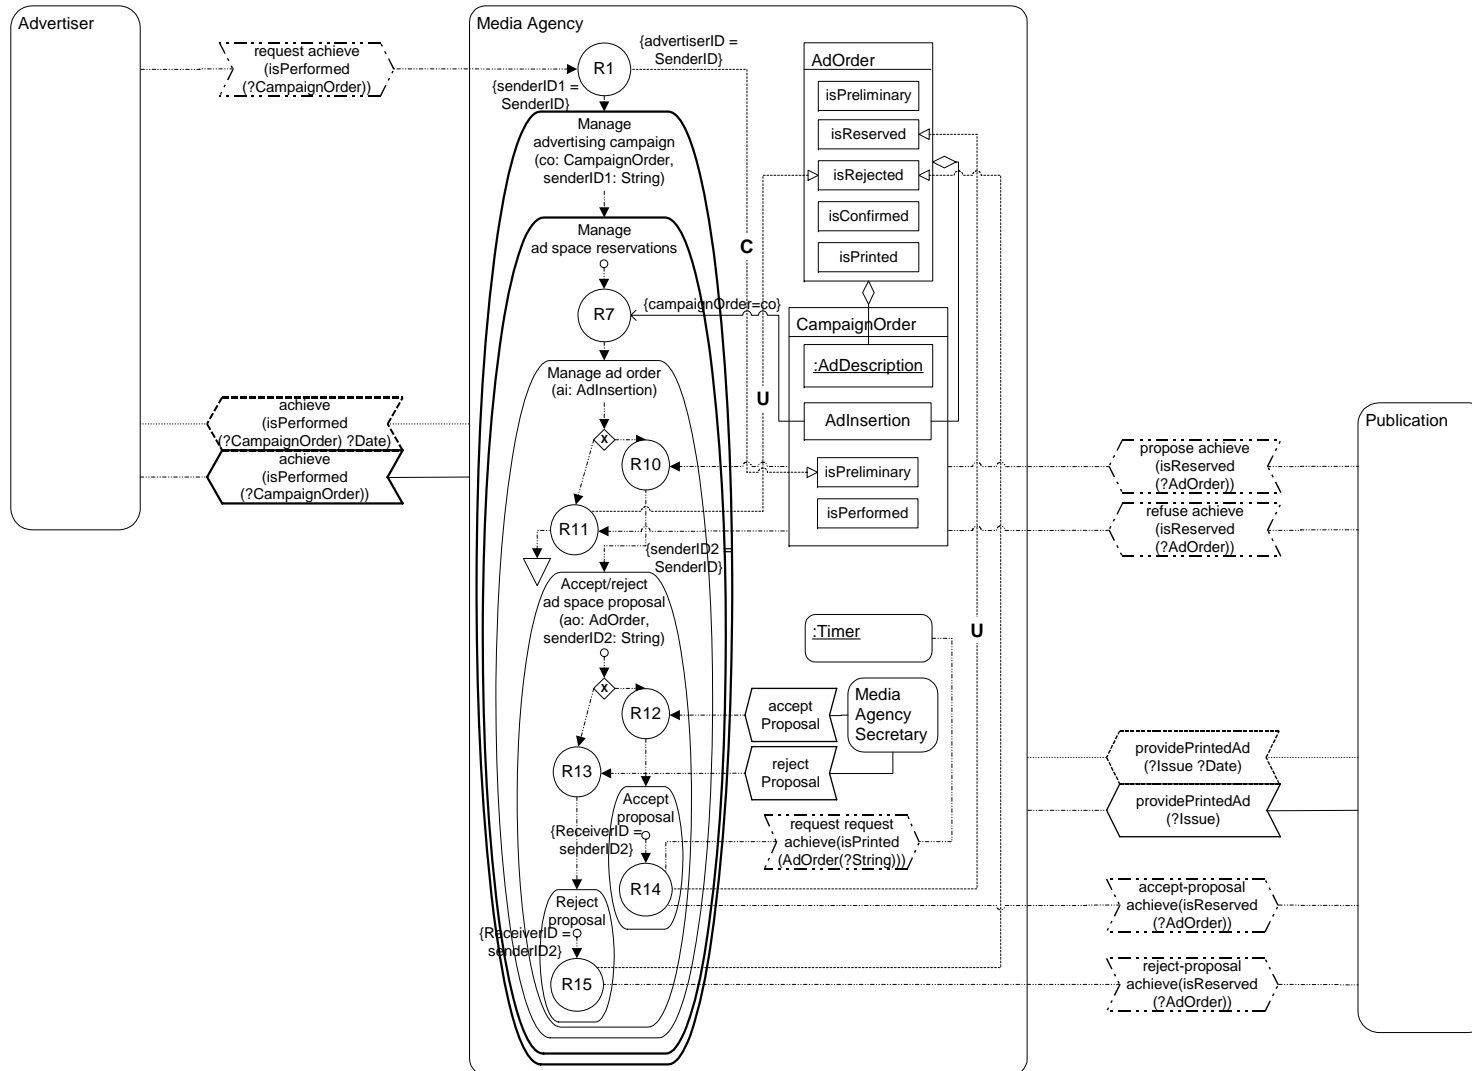 Advertiser
request achieve
(isPerformed
(?CampaignOrder))
achieve
(isPerformed
(?CampaignOrder) ?Date)
achieve
(isPerformed
(?CampaignOrder))
Media Agency
R1
{advertiserID =
SenderID}
{senderID1 =
SenderID}
Manage
advertising campaign
(co: CampaignOrder,
senderID1: String)
Manage
ad space reservations
R7
{campaignOrder=co}
Manage ad order
(ai: AdInsertion)
X
R10
R11
{senderID2 =
SenderID}
Accept/reject
ad space proposal
(ao: AdOrder,
senderID2: String)
X
R12
R13
Accept
proposal
{ReceiverID =
senderID2}
R14
Reject
proposal
{ReceiverID =
senderID2}
R15
C
U
U
AdOrder
isPreliminary
isReserved
isRejected
isConfirmed
isPrinted
CampaignOrder
:AdDescription
AdInsertion
isPreliminary
isPerformed
:Timer
Media
Agency
Secretary
accept
Proposal
reject
Proposal
request request
achieve(isPrinted
(AdOrder(?String)))
Publication
propose achieve
(isReserved
(?AdOrder))
refuse achieve
(isReserved
(?AdOrder))
providePrintedAd
(?Issue ?Date)
providePrintedAd
(?Issue)
accept-proposal
achieve(isReserved
(?AdOrder))
reject-proposal
achieve(isReserved
(?AdOrder))